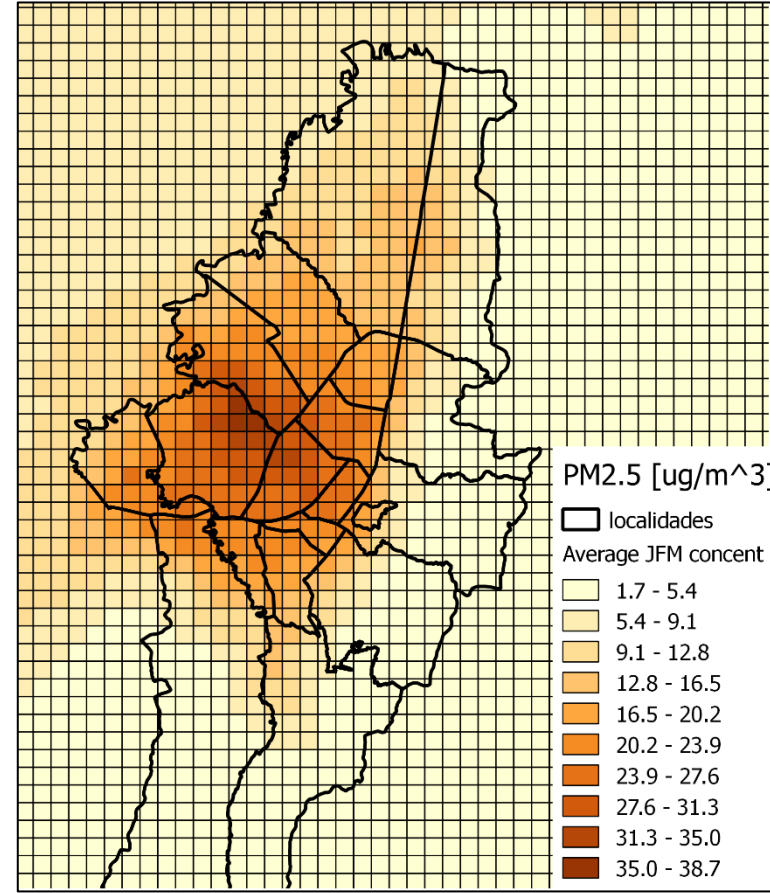 PM2.5 [ug/m^3]
localidades
Average JFM concent
1.7 - 5.4
5.4 - 9.1
9.1 - 12.8
12.8 - 16.5
16.5 - 20.2
20.2 - 23.9
23.9 - 27.6
27.6 - 31.3
31.3 - 35.0
35.0 - 38.7